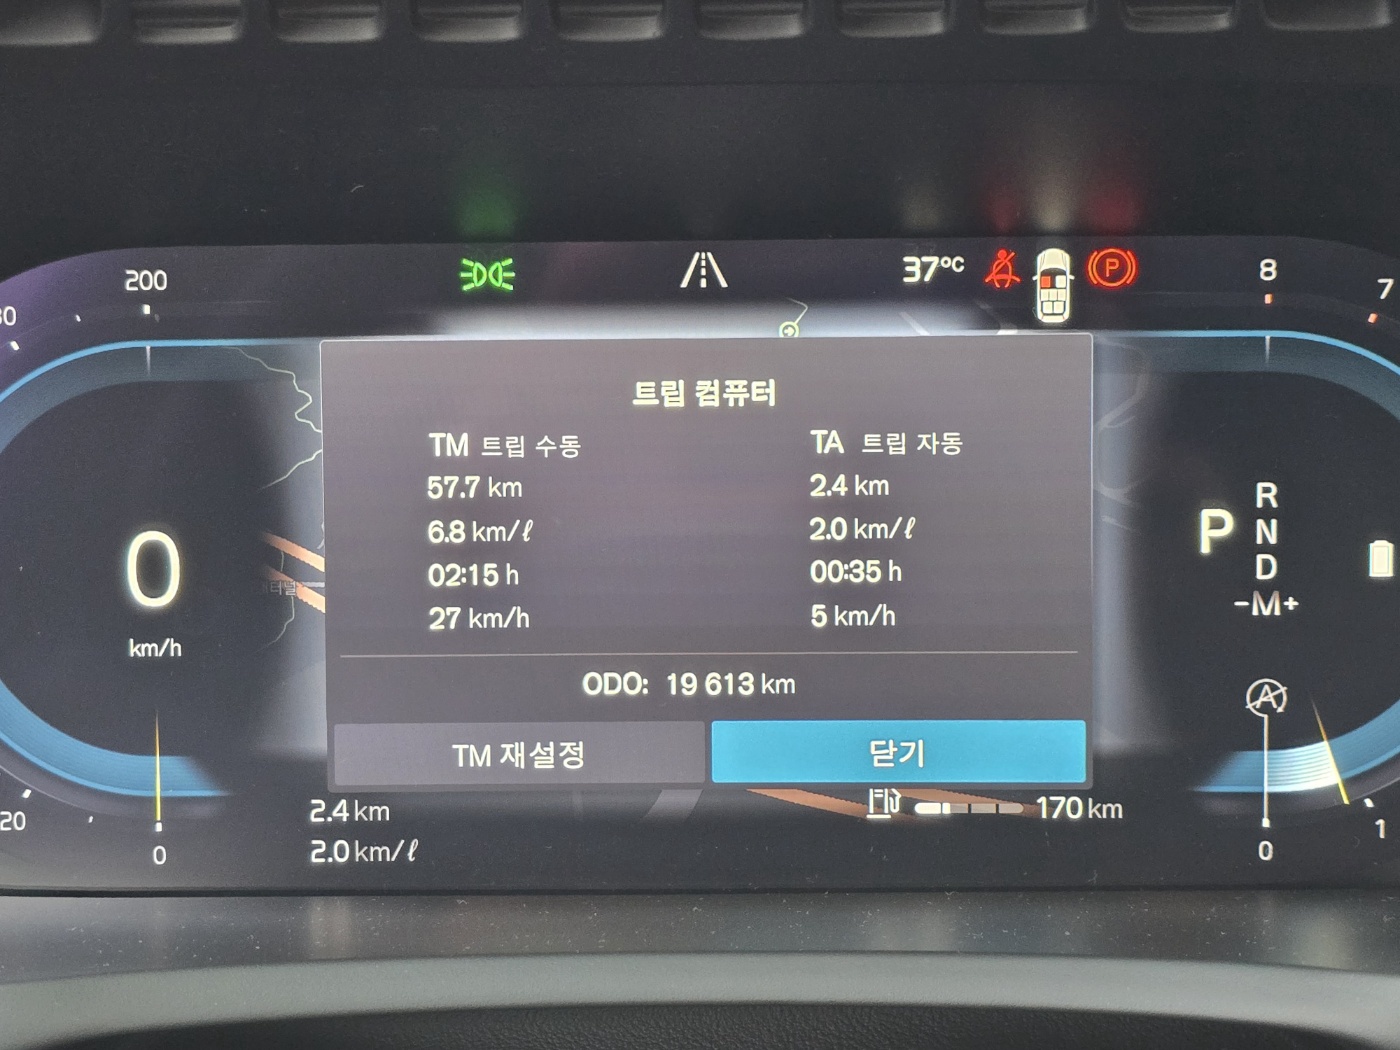 200
37°C
8
7
트립 컴퓨터
TM 트립 수동
TA 트립 자동
57.7 km
2.4 km
6.8 km/ℓ
2.0 km/ℓ
02:15 h
00:35 h
27 km/h
5 km/h
ODO: 19 613 km
TM 재설정
닫기
0
km/h
P
R
N
D
-M+
A
2.4 km
2.0 km/ℓ
170 km
20
0
0
1
P